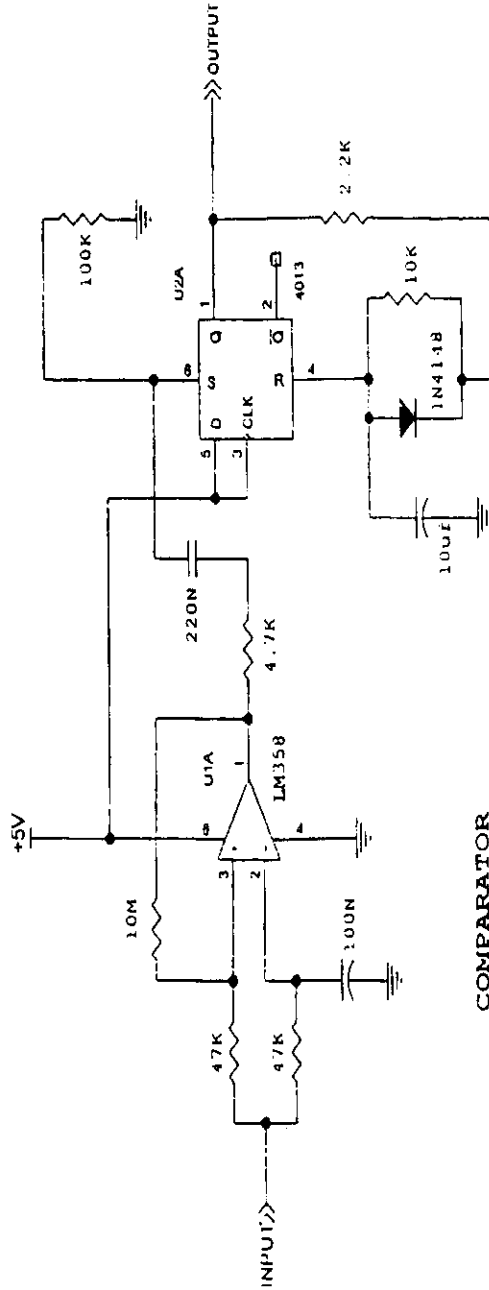 +5V
10M
U1A
8
3
2
1
4
LM358
47K
47K
INPUT
100N
4.7K
220N
100K
U2A
6
5
3
D
S
CLK
R
Q
Q
1
2
4
4013
OUTPUT
2.2K
10K
1N4148
10uF
COMPARATOR